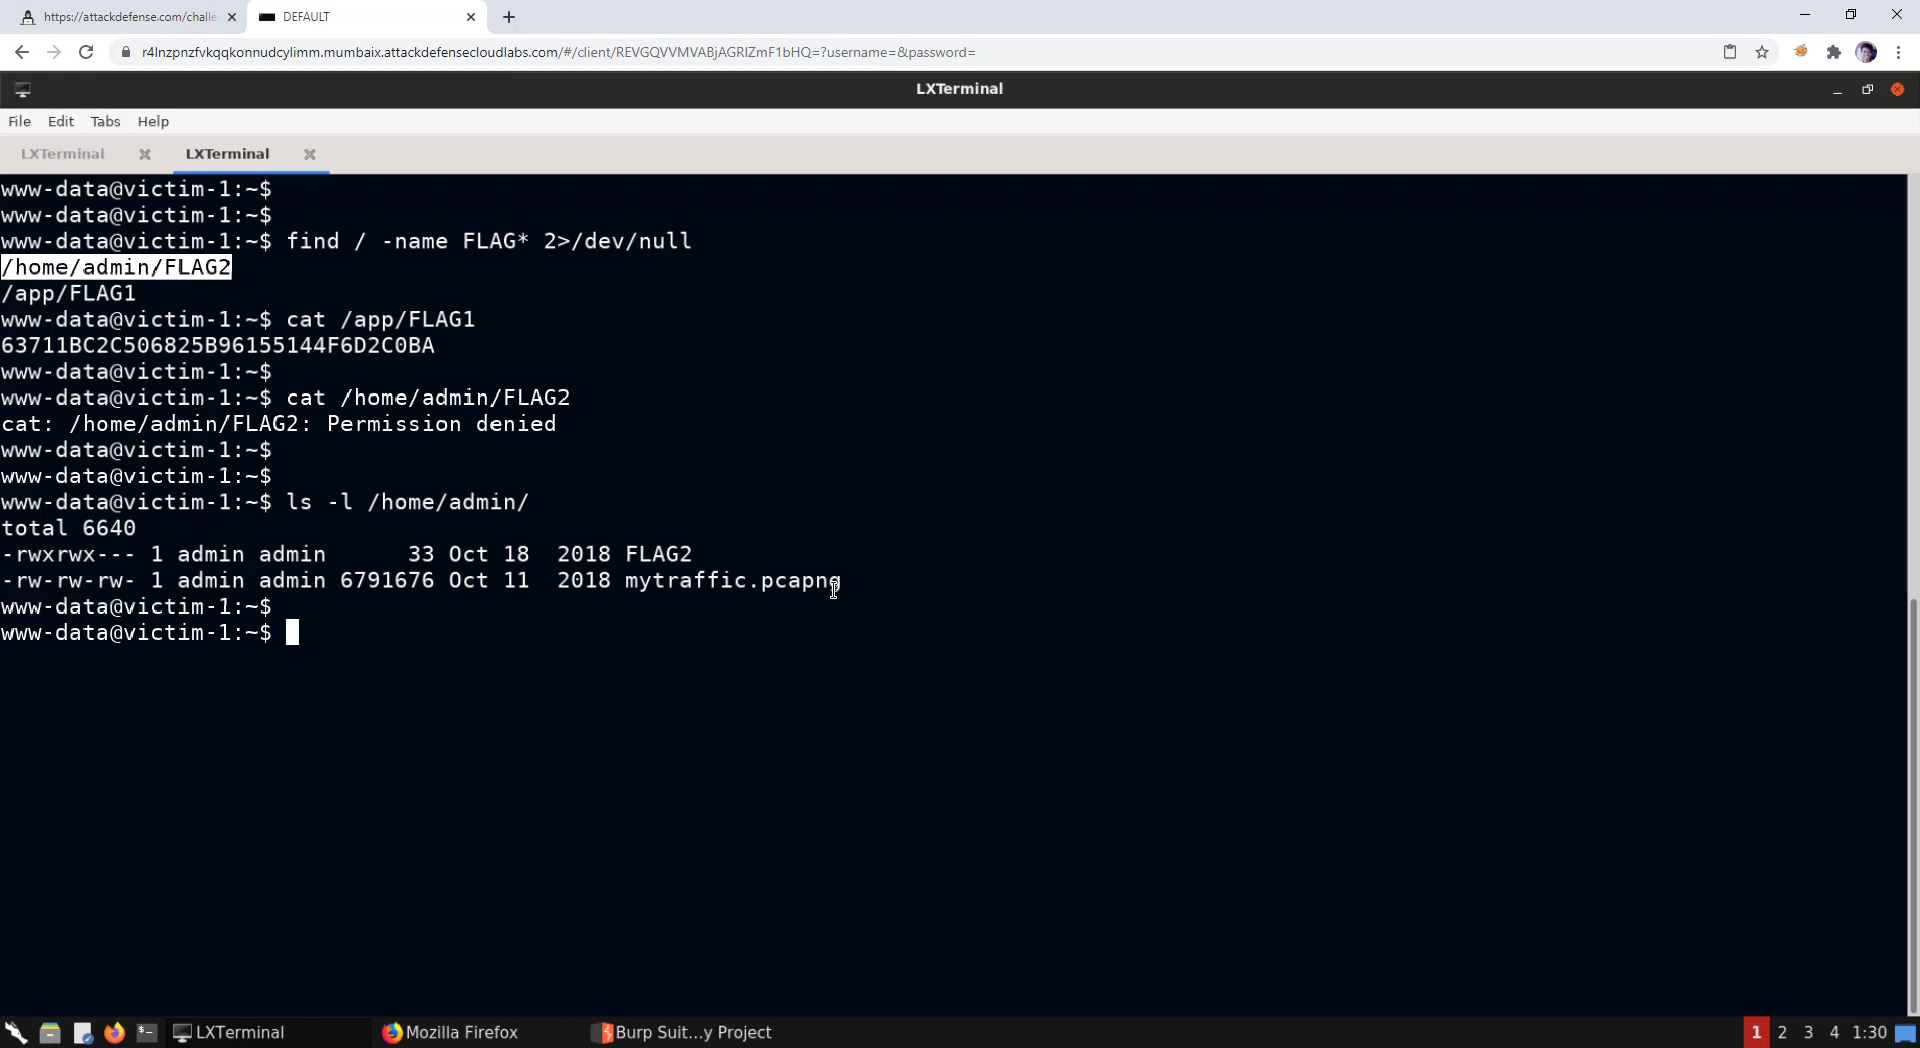 https://attackdefense.com/challe
DEFAULT
r4lnzpnzfvkqqkonnudcylimm.mumbaix.attackdefensecloudlabs.com/#/client/REVGQVVMVABjAGRlZmF1bHQ=?username=&password=
LXTerminal
File Edit Tabs Help
LXTerminal LXTerminal
www-data@victim-1:~$
www-data@victim-1:~$
www-data@victim-1:~$ find / -name FLAG* 2>/dev/null
/home/admin/FLAG2
/app/FLAG1
www-data@victim-1:~$ cat /app/FLAG1
63711BC2C506825B96155144F6D2C0BA
www-data@victim-1:~$
www-data@victim-1:~$ cat /home/admin/FLAG2
cat: /home/admin/FLAG2: Permission denied
www-data@victim-1:~$
www-data@victim-1:~$
www-data@victim-1:~$ ls -l /home/admin/
total 6640
-rwxrwx--- 1 admin admin      33 Oct 18  2018 FLAG2
-rw-rw-rw- 1 admin admin 6791676 Oct 11  2018 mytraffic.pcapng
www-data@victim-1:~$
www-data@victim-1:~$
LXTerminal Mozilla Firefox Burp Suit...y Project 1 2 3 4 1:30